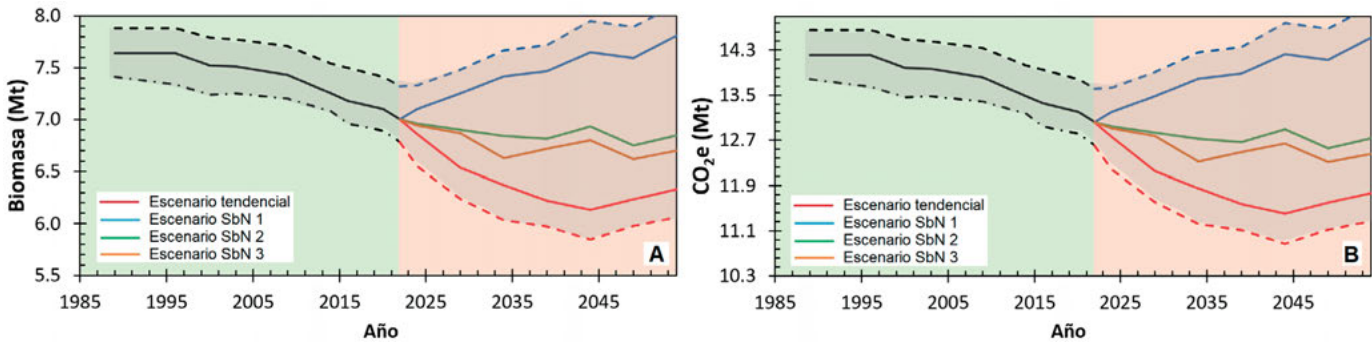 Biomasa (Mt)
8.0
7.5
7.0
6.5
6.0
5.5
Escenario tendencial
Escenario SbN 1
Escenario SbN 2
Escenario SbN 3
A
1985 1995 2005 2015 2025 2035 2045
Año
CO₂e (Mt)
14.3
13.5
12.7
11.9
11.1
10.3
Escenario tendencial
Escenario SbN 1
Escenario SbN 2
Escenario SbN 3
B
1985 1995 2005 2015 2025 2035 2045
Año